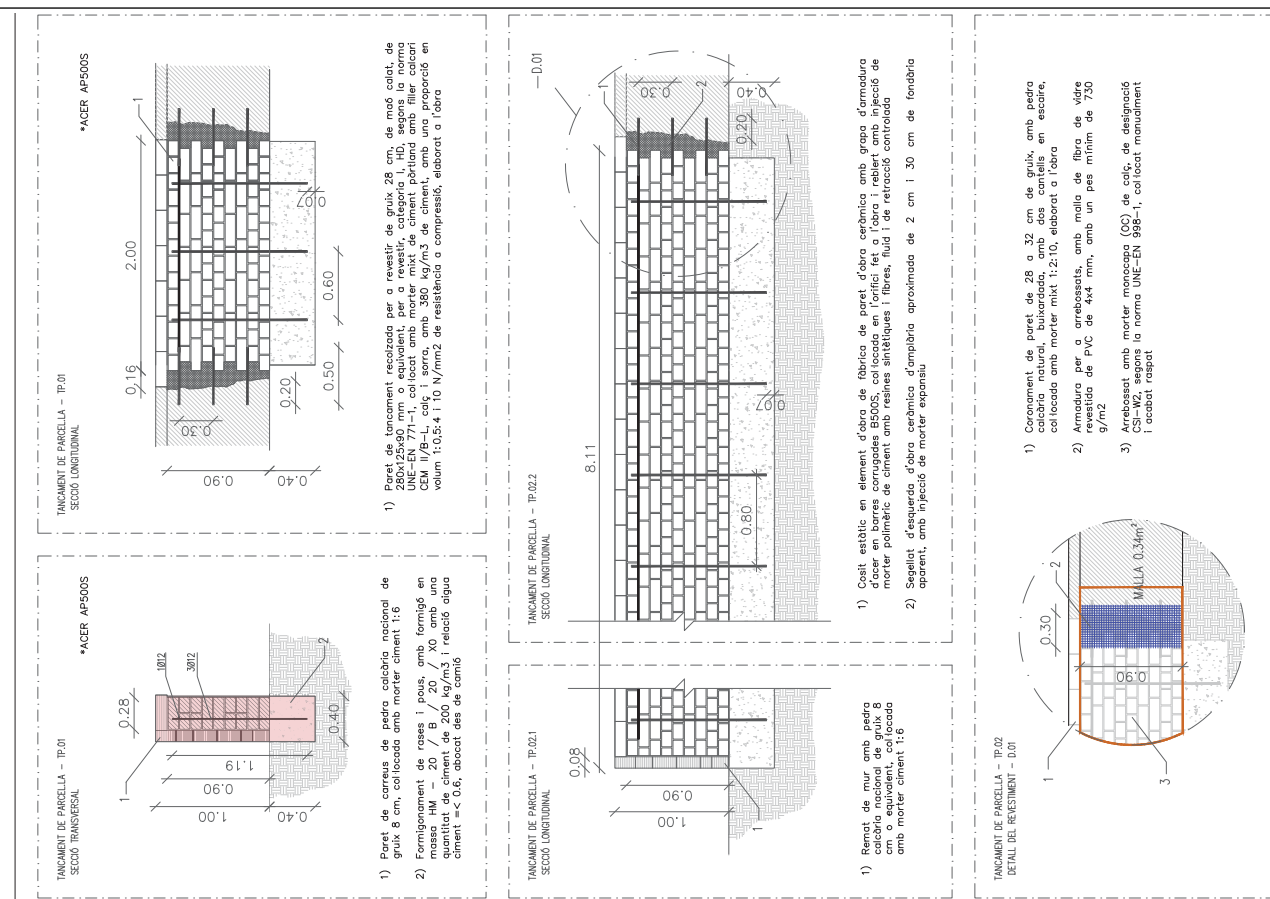 TANCAMENT DE PARCELLA - TP.01
SECCIÓ TRANSVERSAL
*ACER AP500S
1
1Ø12
3Ø12
0.28
2
1.19
0.90
1.00
0.40
0.40
1) Paret de carreus de pedra calcària nacional de
gruix 8 cm, col·locada amb morter ciment 1:6
2) Formigonament de rases i pous, amb formigó en
massa HM - 20 / B / 20 / X0 amb una
quantitat de ciment de 200 kg/m3 i relació aigua
ciment =< 0.6, abocat des de camió
TANCAMENT DE PARCELLA - TP.01
SECCIÓ LONGITUDINAL
*ACER AP500S
1
2.00
0.16
0.30
0.90
0.40
0.20
0.50
0.60
0.07
1) Paret de tancament recolzada per a revestir de gruix 28 cm, de maó calat, de
280x125x90 mm o equivalent, per a revestir, categoria I, HD, segons la norma
UNE-EN 771-1, col·locat amb morter mixt de ciment pòrtland amb filler calcari
CEM II/B-L, calç i sorra, amb 380 kg/m3 de ciment, amb una proporció en
volum 1:0,5:4 i 10 N/mm2 de resistència a compressió, elaborat a l'obra
TANCAMENT DE PARCELLA - TP.02.1
SECCIÓ LONGITUDINAL
0.08
0.90
1.00
1
1) Remat de mur amb pedra
calcària nacional de gruix 8
cm o equivalent, col·locada
amb morter ciment 1:6
TANCAMENT DE PARCELLA - TP.02.2
SECCIÓ LONGITUDINAL
D.01
8.11
1
0.30
2
0.40
0.20
0.07
0.80
1) Cosit estàtic en element d'obra de fàbrica de paret d'obra ceràmica amb grapa d'armadura
d'acer en barres corrugades B500S, col·locada en l'orifici fet a l'obra i reblert amb injecció de
morter polimèric de ciment amb resines sintètiques i fibres, fluid i de retracció controlada
2) Segellat d'esquerda d'obra ceràmica d'amplària aproximada de 2 cm i 30 cm de fondària
aparent, amb injecció de morter expansiu
TANCAMENT DE PARCELLA - TP.02
DETALL DEL REVESTIMENT - D.01
1
0.30
2
MALLA 0.34m²
0.90
3
1) Coronament de paret de 28 a 32 cm de gruix, amb pedra
calcària natural, buixardada, amb dos cantells en escaire,
col·locada amb morter mixt 1:2:10, elaborat a l'obra
2) Armadura per a arrebossats, amb malla de fibra de vidre
revestida de PVC de 4x4 mm, amb un pes mínim de 730
g/m2
3) Arrebossat amb morter monocapa (OC) de calç, de designació
CSI-W2, segons la norma UNE-EN 998-1, col·locat manualment
i acabat raspat